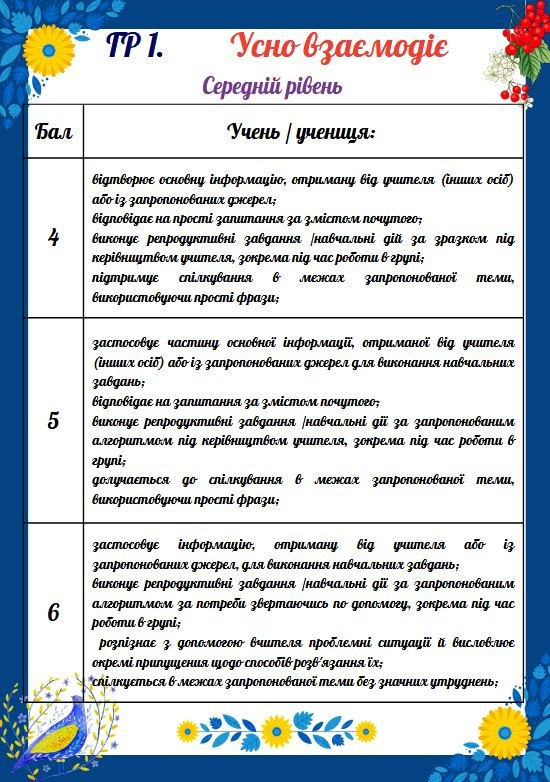 ГР 1. Усно взаємодіє
Середній рівень
Бал Учень / учениця:
4
відтворює основну інформацію, отриману від учителя (інших осіб)
або із запропонованих джерел;
відповідає на прості запитання за змістом почутого;
виконує репродуктивні завдання /навчальні дій за зразком під
керівництвом учителя, зокрема під час роботи в групі;
підтримує спілкування в межах запропонованої теми,
використовуючи прості фрази;
5
застосовує частину основної інформації, отриманої від учителя
(інших осіб) або із запропонованих джерел для виконання навчальних
завдань;
відповідає на запитання за змістом почутого;
виконує репродуктивні завдання /навчальні дії за запропонованим
алгоритмом під керівництвом учителя, зокрема під час роботи в
групі;
долучається до спілкування в межах запропонованої теми,
використовуючи прості фрази;
6
застосовує інформацію, отриману від учителя або із
запропонованих джерел, для виконання навчальних завдань;
виконує репродуктивні завдання /навчальні дії за запропонованим
алгоритмом за потреби звертаючись по допомогу, зокрема під час
роботи в групі;
розпізнає з допомогою вчителя проблемні ситуації й висловлює
окремі припущення щодо способів розв'язання їх;
спілкується в межах запропонованої теми без значних утруднень;